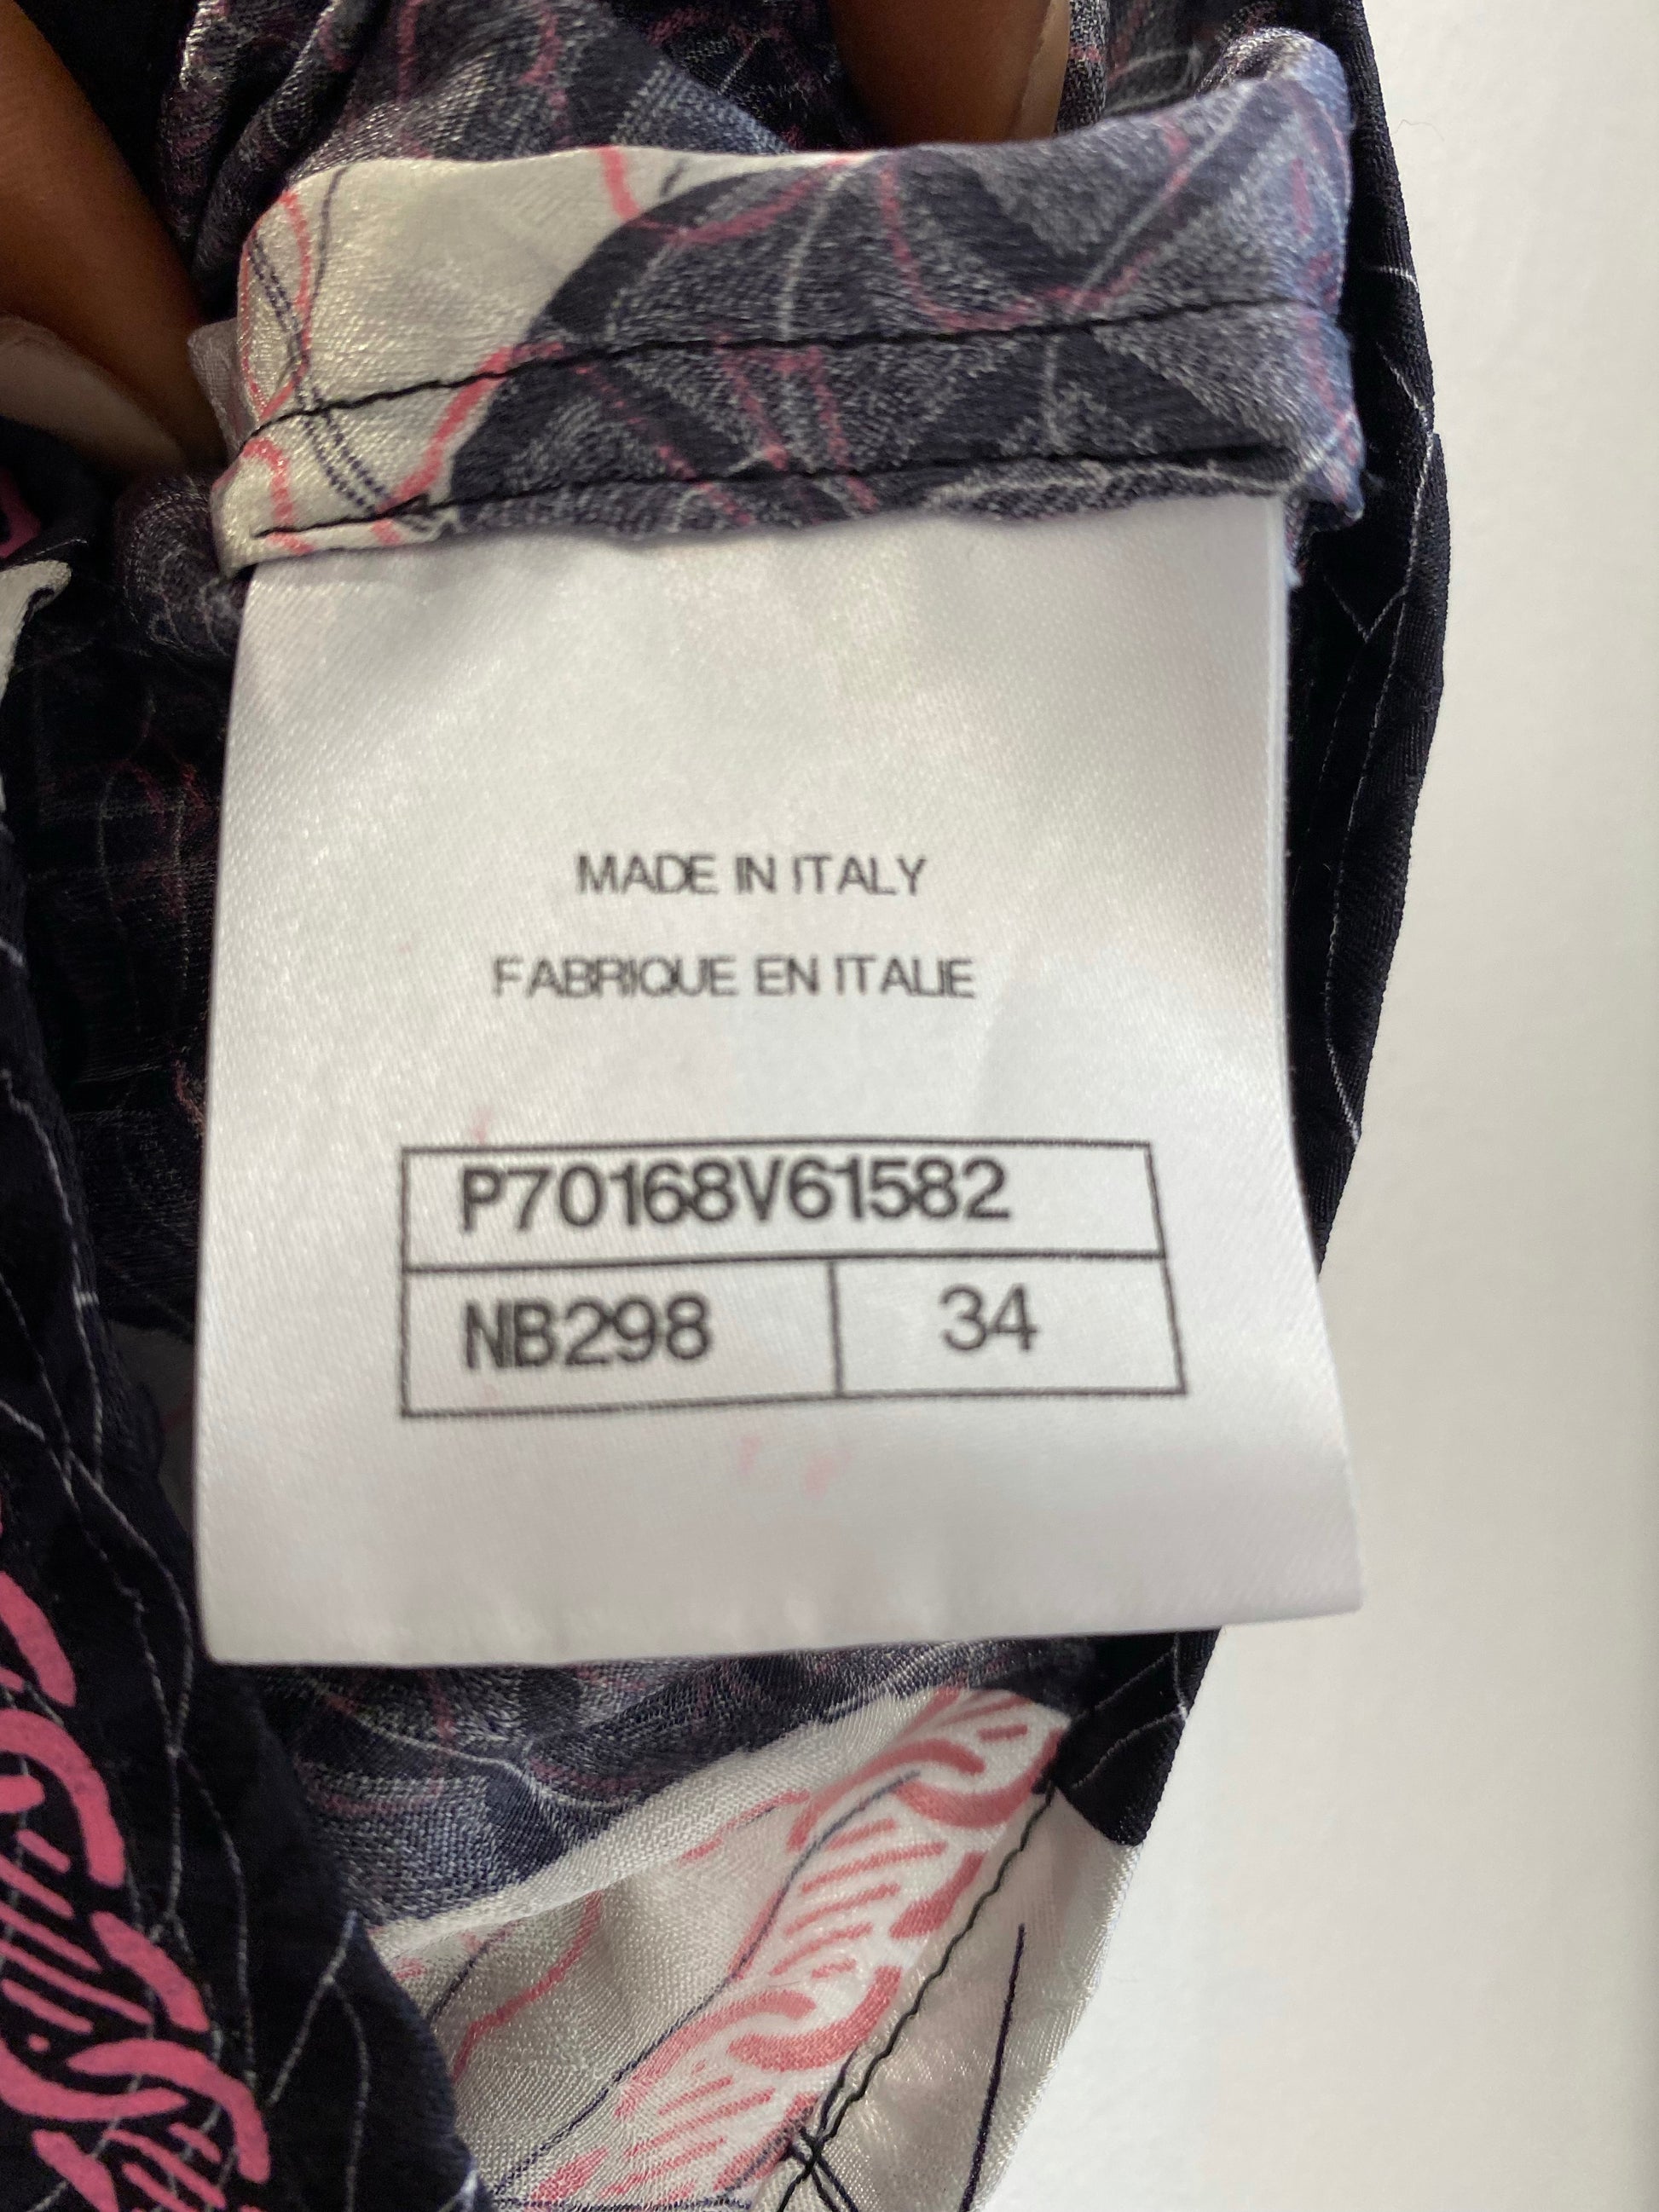 MADE IN ITALY
FABRIQUE EN ITALIE
P70168V61582
NB298 34